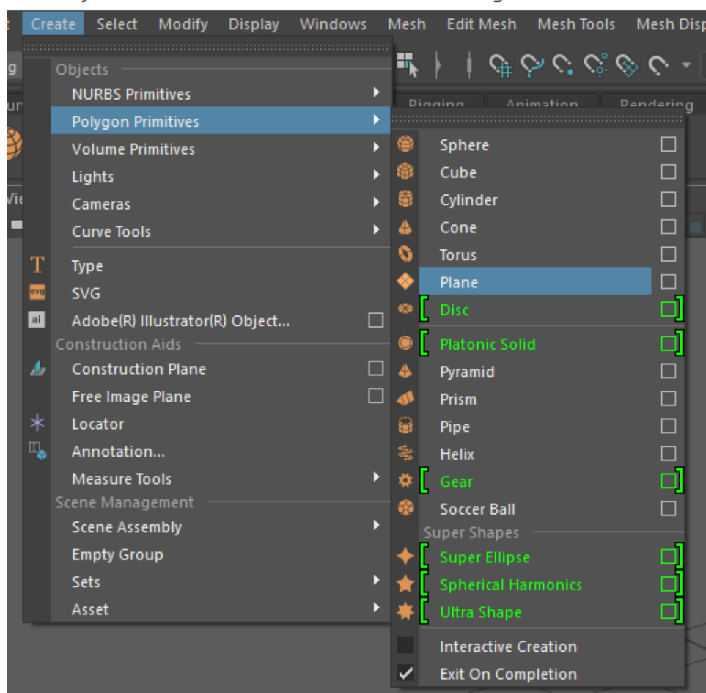 Create Select Modify Display Windows Mesh Edit Mesh Mesh Tools Mesh Disp
Rigging Animation Rendering
Objects
NURBS Primitives
Polygon Primitives
Volume Primitives
Lights
Cameras
Curve Tools
T Type
svg SVG
ai Adobe(R) Illustrator(R) Object...
Construction Aids
Construction Plane
Free Image Plane
Locator
Annotation...
Measure Tools
Scene Management
Scene Assembly
Empty Group
Sets
Asset
Sphere
Cube
Cylinder
Cone
Torus
Plane
Disc
Platonic Solid
Pyramid
Prism
Pipe
Helix
Gear
Soccer Ball
Super Shapes
Super Ellipse
Spherical Harmonics
Ultra Shape
Interactive Creation
Exit On Completion